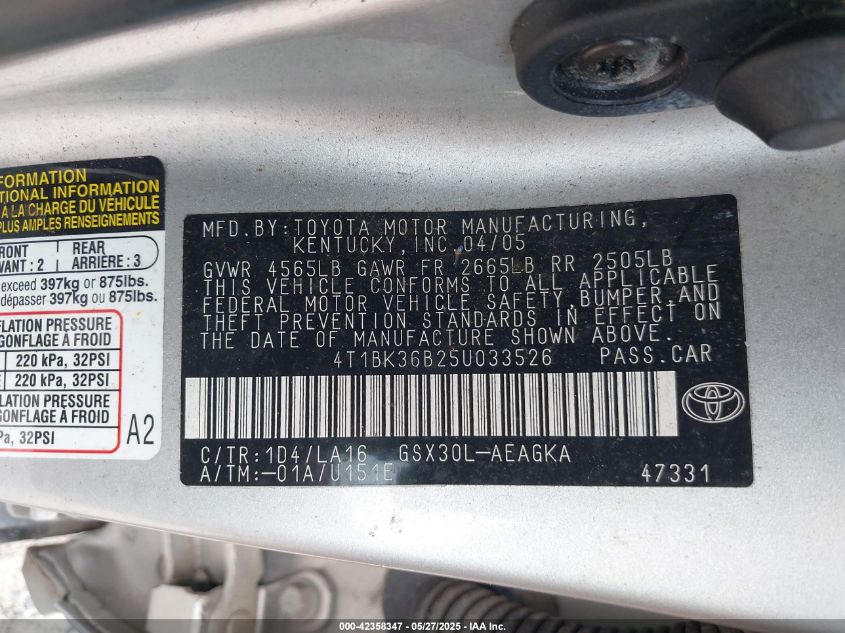 FORMATION
TIONAL INFORMATION
À LA CHARGE DU VÉHICULE
PLUS AMPLES RENSEIGNEMENTS
FRONT REAR
VANT : 2 ARRIÈRE : 3
exceed 397kg or 875lbs.
dépasser 397kg ou 875lbs.
FLATION PRESSURE
GONFLAGE À FROID
220 kPa, 32PSI
220 kPa, 32PSI
FLATION PRESSURE
GONFLAGE À FROID
Pa, 32PSI
A2
MFD. BY: TOYOTA MOTOR MANUFACTURING,
KENTUCKY, INC. 04/05
GVWR 4565LB GAWR FR 2665LB RR 2505LB
THIS VEHICLE CONFORMS TO ALL APPLICABLE
FEDERAL MOTOR VEHICLE SAFETY, BUMPER, AND
THEFT PREVENTION STANDARDS IN EFFECT ON
THE DATE OF MANUFACTURE SHOWN ABOVE.
4T1BK36B25U033526 PASS. CAR
C/TR: 1D4/LA16 GSX30L-AEAGKA
A/TM: -01A/U151E 47331
000-42358347 — 05/27/2025 — IAA Inc.